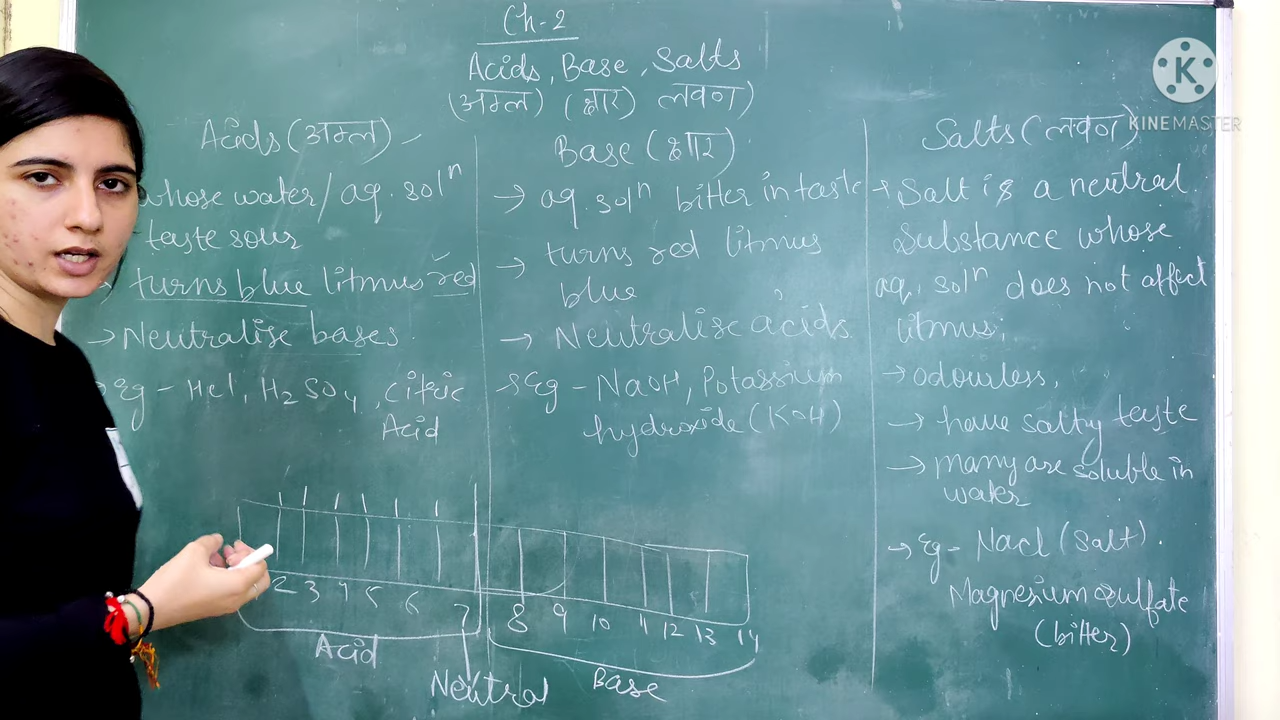 Ch-2
Acids, Base, Salts
(अम्ल) (क्षार) लवण)
Acids (अम्ल) -
whose water/aq. solⁿ
taste sour
turns blue litmus red
→ Neutralise bases.
→ Eg - Hcl, H₂SO₄, citric
Acid
Base (क्षार)
→ aq. solⁿ bitter in taste
→ turns red litmus
blue
→ Neutralise acids
→ Eg - NaOH, Potassium
hydroxide (KOH)
Salts (लवण)
→ Salt is a neutral
Substance whose
aq. solⁿ does not affect
litmus;
→ odourless,
→ have salty taste
→ many are soluble in
water
→ Eg - Nacl (Salt).
Magnesium sulfate
(bitter)
2 3 4 5 6 7 8 9 10 11 12 13 14
Acid
Neutral
Base
K
KINEMASTER